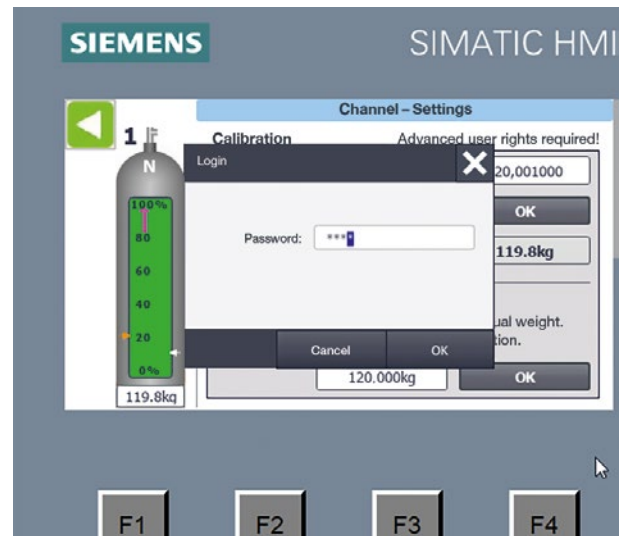 SIEMENS
SIMATIC HMI
Channel – Settings
1
Calibration
Advanced user rights required!
N
Login
20,001000
100%
OK
80
Password: ****
119.8kg
60
40
ual weight.
20
tion.
Cancel
OK
0%
120.000kg
OK
119.8kg
F1
F2
F3
F4